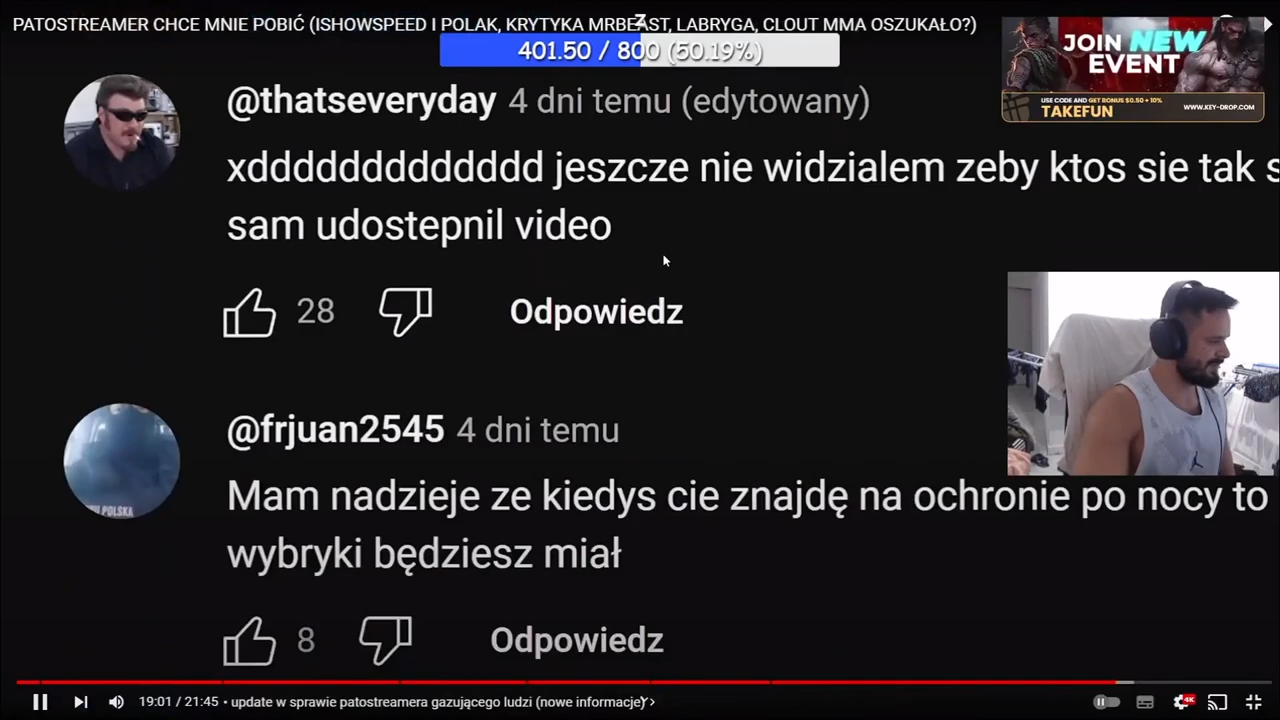 PATOSTREAMER CHCE MNIE POBIĆ (ISHOWSPEED I POLAK, KRYTYKA MRBEAST, LABRYGA, CLOUT MMA OSZUKAŁO?)
401.50 / 800 (50.19%)
JOIN NEW
EVENT
USE CODE AND GET BONUS $0.50 + 10%
TAKEFUN
WWW.KEY-DROP.COM
@thatseveryday 4 dni temu (edytowany)
xddddddddddddd jeszcze nie widzialem zeby ktos sie tak s
sam udostepnil video
28
Odpowiedz
@frjuan2545 4 dni temu
Mam nadzieje ze kiedys cie znajdę na ochronie po nocy to
wybryki będziesz miał
8
Odpowiedz
POLSKA
19:01 / 21:45 • update w sprawie patostreamera gazującego ludzi (nowe informacje)
4K